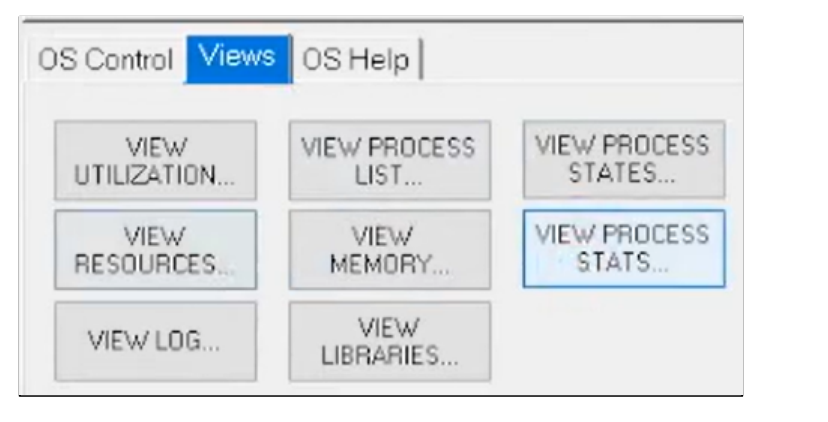 OS Control Views OS Help
VIEW UTILIZATION... VIEW PROCESS LIST... VIEW PROCESS STATES...
VIEW RESOURCES... VIEW MEMORY... VIEW PROCESS STATS...
VIEW LOG... VIEW LIBRARIES...